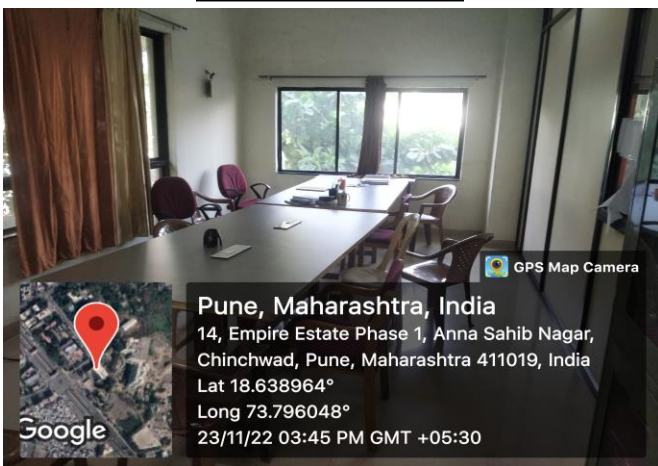 GPS Map Camera
Pune, Maharashtra, India
14, Empire Estate Phase 1, Anna Sahib Nagar,
Chinchwad, Pune, Maharashtra 411019, India
Lat 18.638964°
Long 73.796048°
23/11/22 03:45 PM GMT +05:30
Google